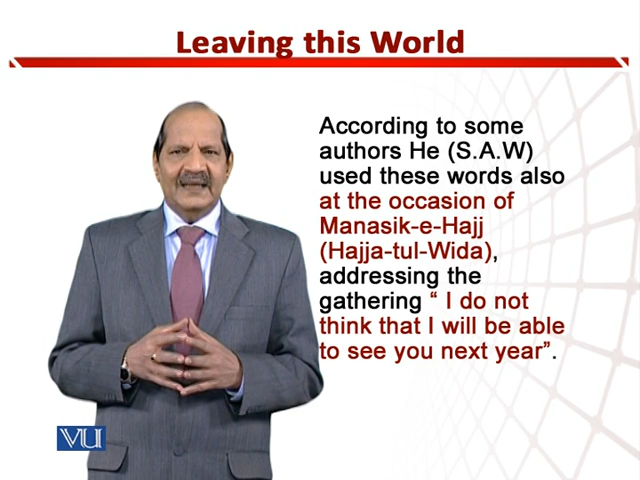 Leaving this World
According to some
authors He (S.A.W)
used these words also
at the occasion of
Manasik-e-Hajj
(Hajja-tul-Wida),
addressing the
gathering “ I do not
think that I will be able
to see you next year”.
VU